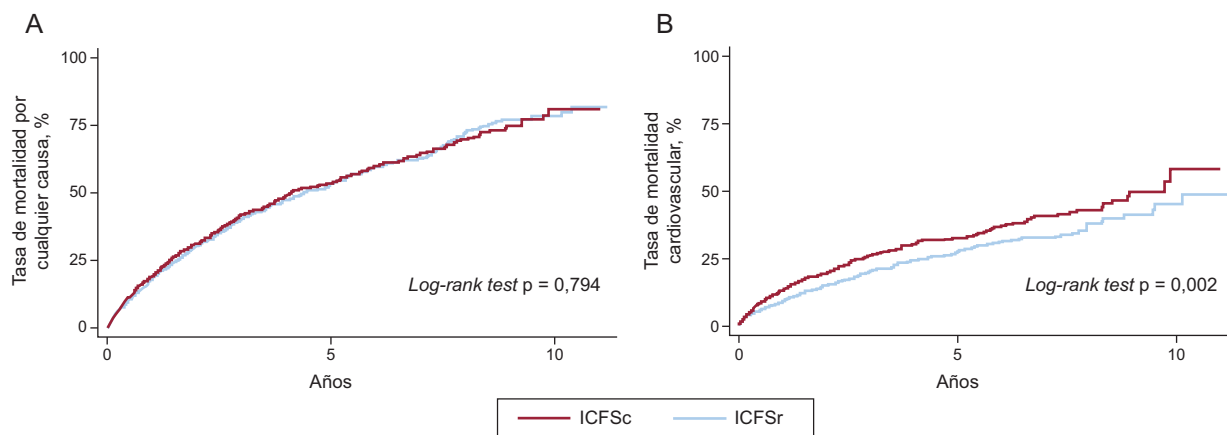 A
Tasa de mortalidad por
cualquier causa, %
100
75
50
25
0
Log-rank test p = 0,794
0
5
10
Años
B
Tasa de mortalidad
cardiovascular, %
100
75
50
25
0
Log-rank test p = 0,002
0
5
10
Años
ICFSc
ICFSr